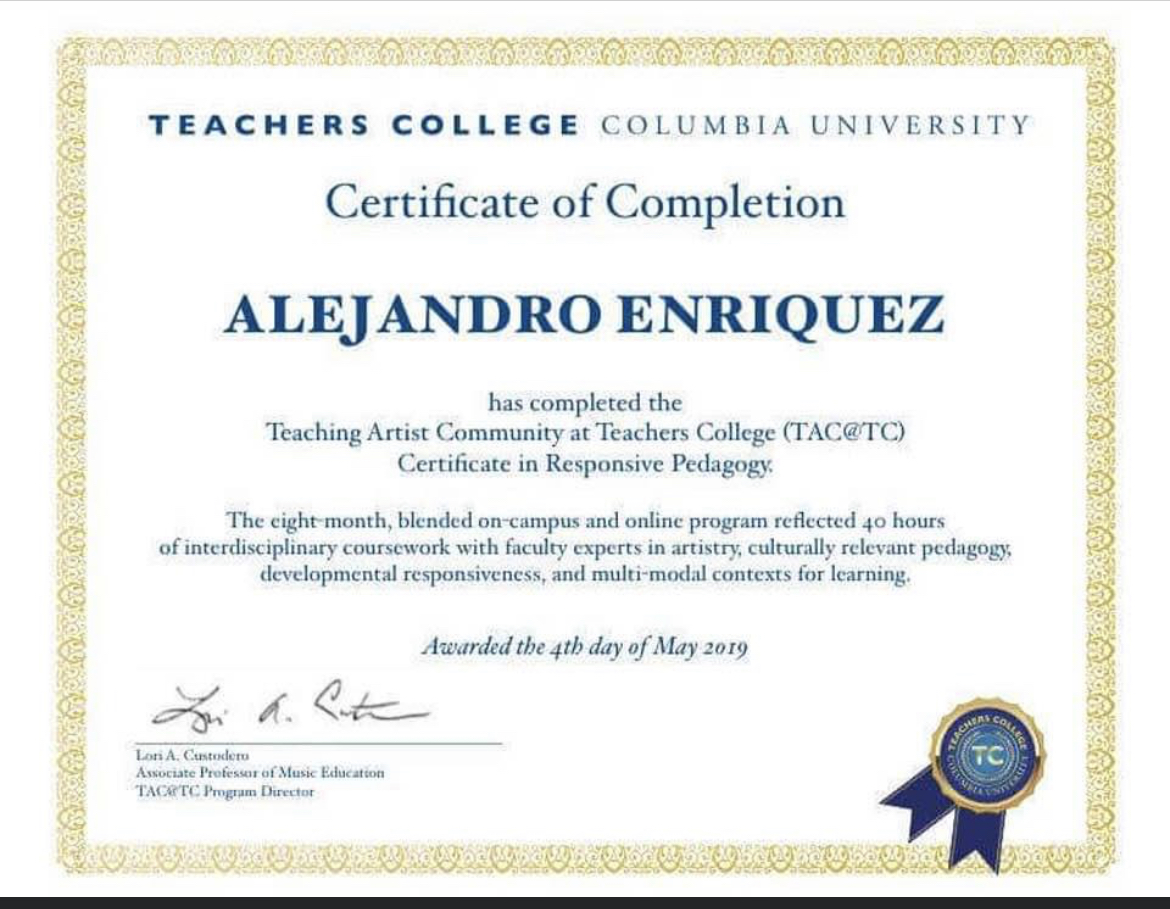 TEACHERS COLLEGE COLUMBIA UNIVERSITY
Certificate of Completion
ALEJANDRO ENRIQUEZ
has completed the
Teaching Artist Community at Teachers College (TAC@TC)
Certificate in Responsive Pedagogy.
The eight-month, blended on-campus and online program reflected 40 hours
of interdisciplinary coursework with faculty experts in artistry, culturally relevant pedagogy,
developmental responsiveness, and multi-modal contexts for learning.
Awarded the 4th day of May 2019
Lori A. Custodero
Associate Professor of Music Education
TAC@TC Program Director
TEACHERS COLLEGE
TC
COLUMBIA UNIVERSITY